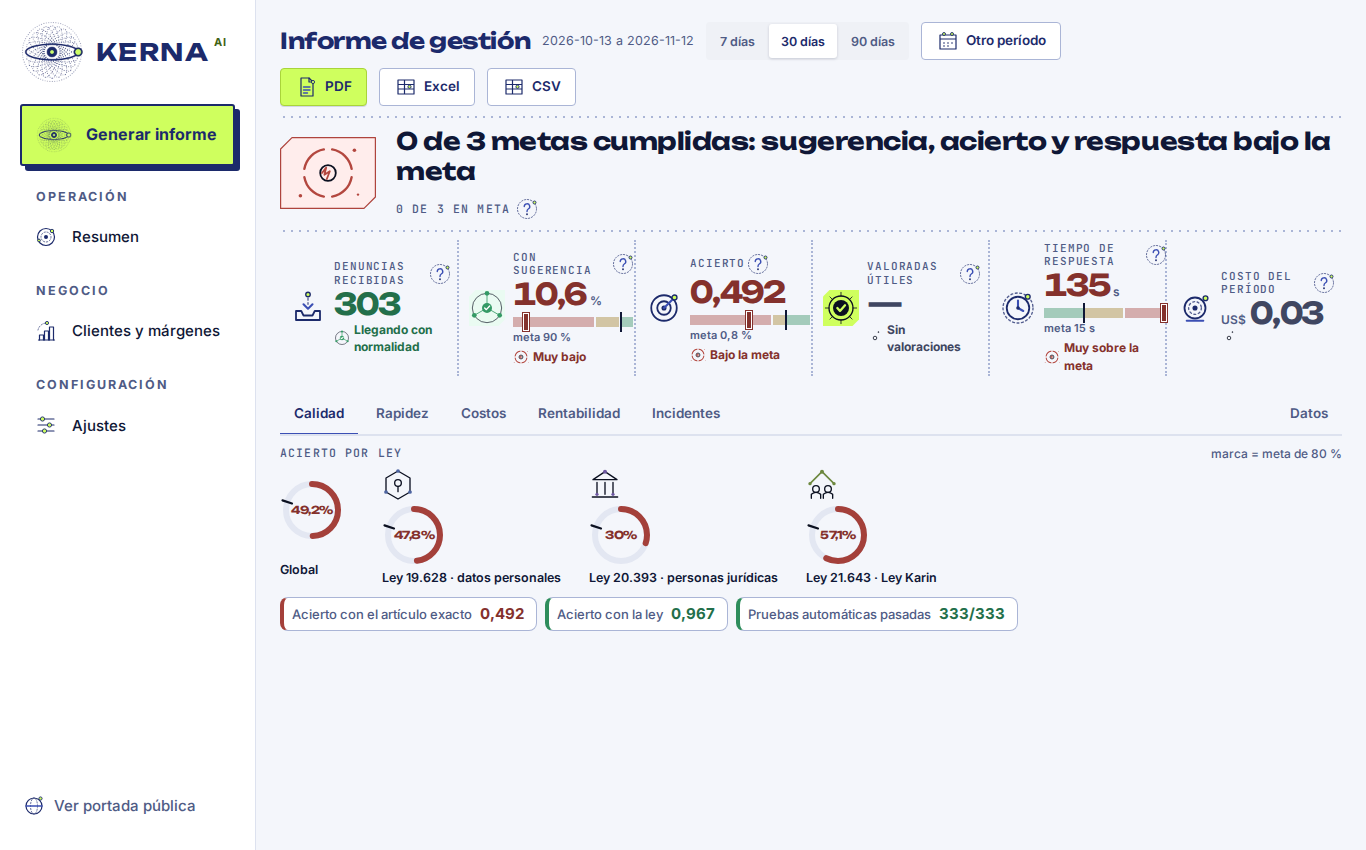 KERNA AI
Generar informe
OPERACIÓN
Resumen
NEGOCIO
Clientes y márgenes
CONFIGURACIÓN
Ajustes
Ver portada pública
Informe de gestión 2026-10-13 a 2026-11-12 7 días 30 días 90 días Otro período
PDF Excel CSV
0 de 3 metas cumplidas: sugerencia, acierto y respuesta bajo la
meta
0 DE 3 EN META ?
DENUNCIAS
RECIBIDAS ?
303
Llegando con
normalidad
CON
SUGERENCIA ?
10,6 %
meta 90 %
Muy bajo
ACIERTO ?
0,492
meta 0,8 %
Bajo la meta
VALORADAS
ÚTILES ?
—
Sin
valoraciones
TIEMPO DE
RESPUESTA ?
135 s
meta 15 s
Muy sobre la
meta
COSTO DEL
PERÍODO ?
US$ 0,03
Calidad Rapidez Costos Rentabilidad Incidentes Datos
ACIERTO POR LEY marca = meta de 80 %
49,2%
Global
47,8%
Ley 19.628 · datos personales
30%
Ley 20.393 · personas jurídicas
57,1%
Ley 21.643 · Ley Karin
Acierto con el artículo exacto 0,492 Acierto con la ley 0,967 Pruebas automáticas pasadas 333/333